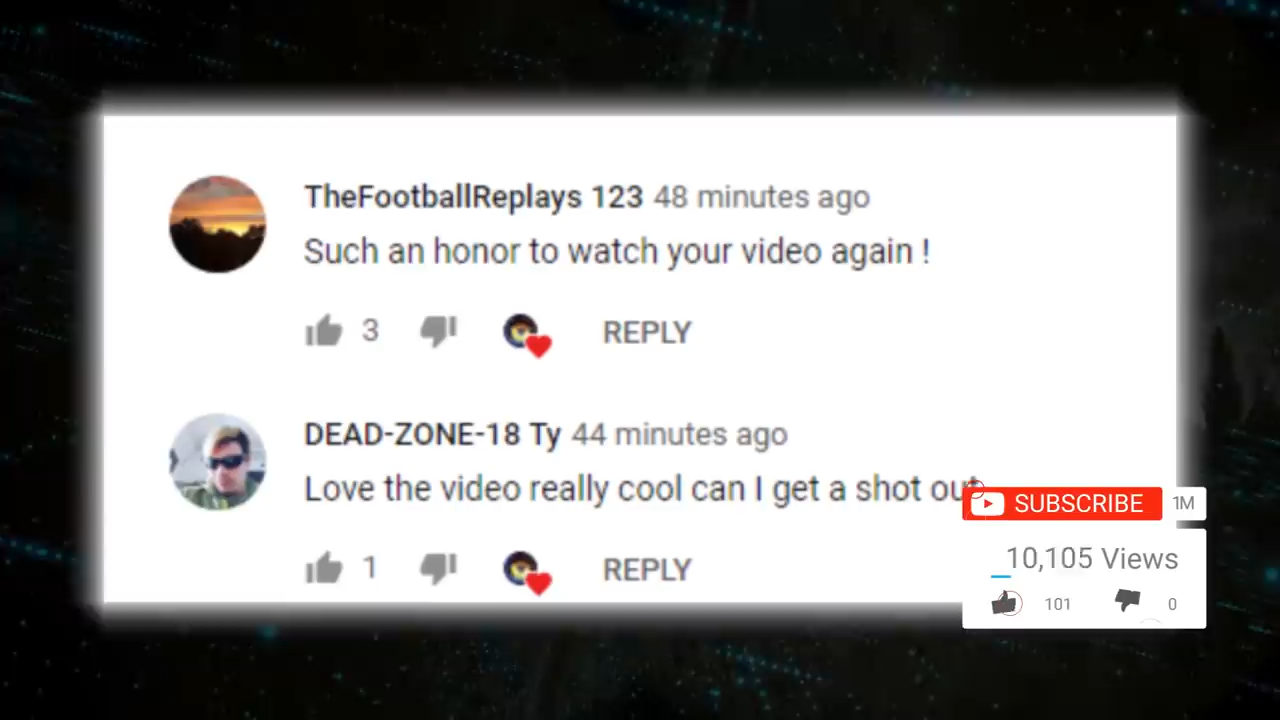 TheFootballReplays 123 48 minutes ago
Such an honor to watch your video again !
3 REPLY
DEAD-ZONE-18 Ty 44 minutes ago
Love the video really cool can I get a shot out
SUBSCRIBE 1M
1 REPLY
10,105 Views
101 0